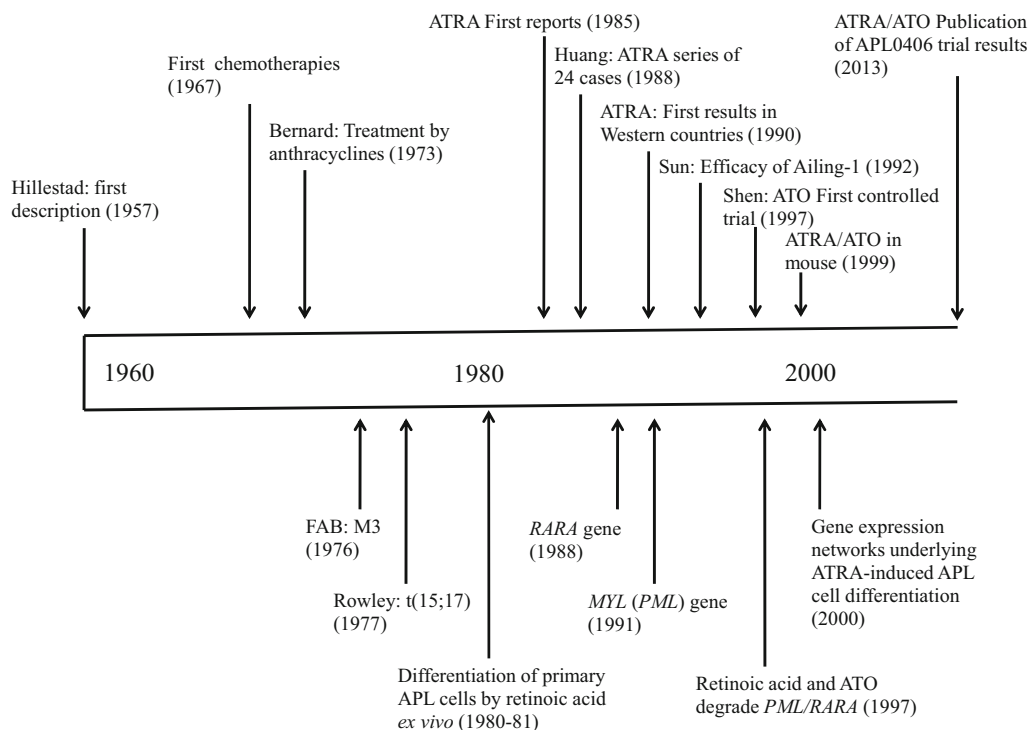 ATRA First reports (1985)
ATRA/ATO Publication
of APL0406 trial results
(2013)
First chemotherapies
(1967)
Huang: ATRA series of
24 cases (1988)
Bernard: Treatment by
anthracyclines (1973)
ATRA: First results in
Western countries (1990)
Sun: Efficacy of Ailing-1 (1992)
Hillestad: first
description (1957)
Shen: ATO First controlled
trial (1997)
ATRA/ATO in
mouse (1999)
1960
1980
2000
FAB: M3
(1976)
RARA gene
(1988)
Gene expression
networks underlying
ATRA-induced APL
cell differentiation
(2000)
Rowley: t(15;17)
(1977)
MYL (PML) gene
(1991)
Differentiation of primary
APL cells by retinoic acid
ex vivo (1980-81)
Retinoic acid and ATO
degrade PML/RARA (1997)